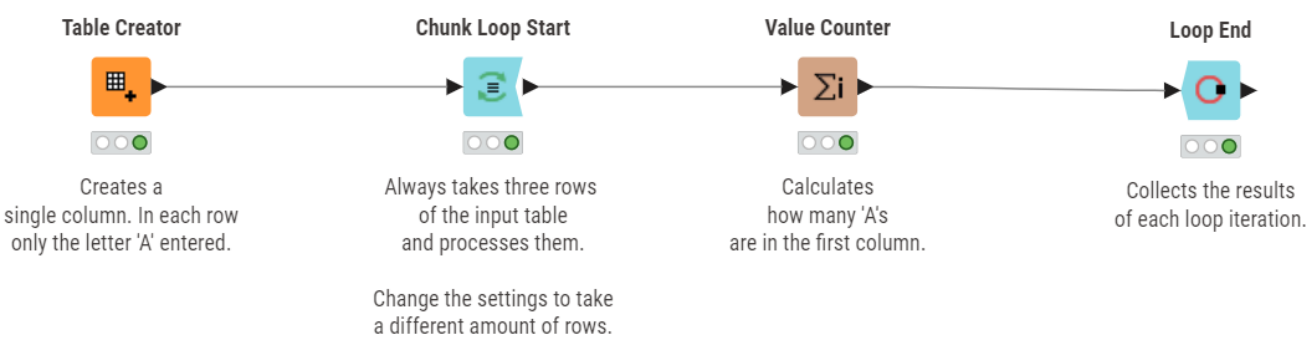 Table Creator
Creates a
single column. In each row
only the letter 'A' entered.
Chunk Loop Start
Always takes three rows
of the input table
and processes them.
Change the settings to take
a different amount of rows.
Value Counter
Σi
Calculates
how many 'A's
are in the first column.
Loop End
Collects the results
of each loop iteration.